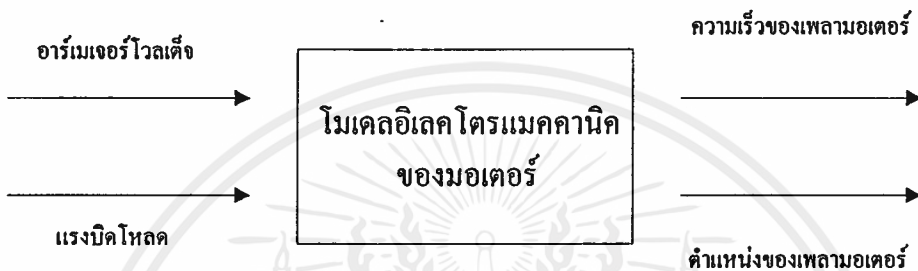 ความเร็วของเพลามอเตอร์
อาร์เมเจอร์โวลเต็จ
โมเดลอิเลคโตรแมคคานิค
ของมอเตอร์
แรงบิดโหลด
ตำแหน่งของเพลามอเตอร์